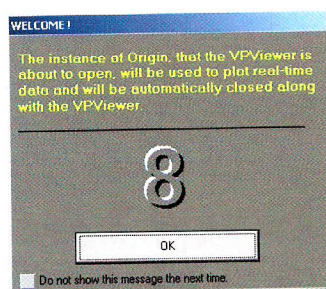 WELCOME!
The instance of Origin, that the VPViewer is
about to open, will be used to plot real-time
data and will be automatically closed along
with the VPViewer.
8
OK
Do not show this message the next time.